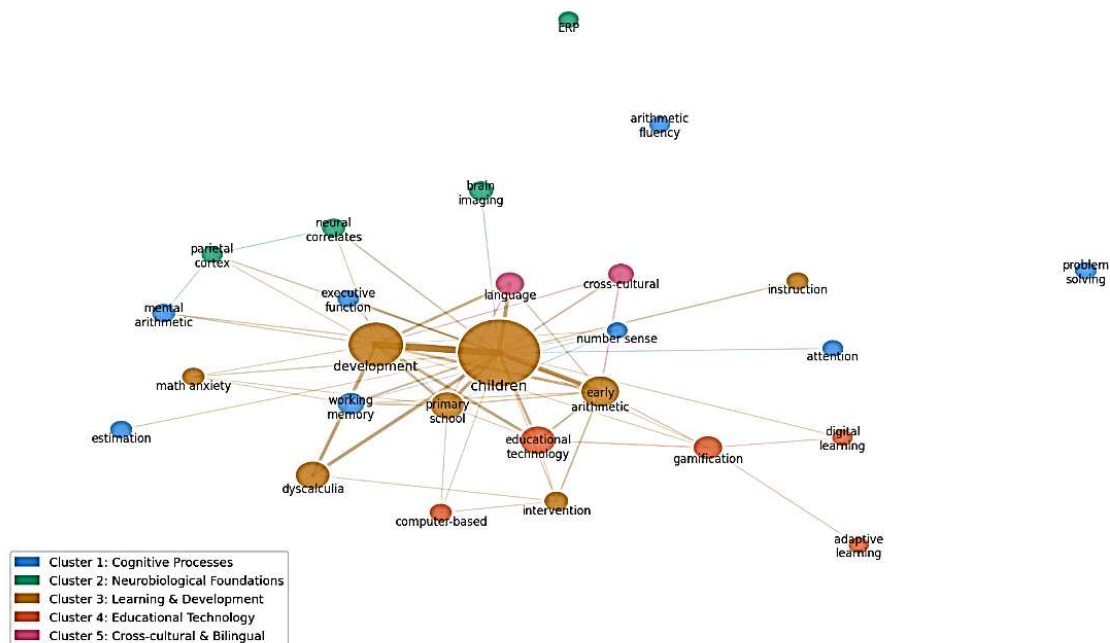 ERP
arithmetic
fluency
brain
imaging
neural
correlates
parietal
cortex
problem
solving
language
cross-cultural
instruction
executive
function
mental
arithmetic
number sense
attention
development
children
math anxiety
working
memory
primary
school
early
arithmetic
estimation
educational
technology
gamification
digital
learning
dyscalculia
intervention
computer-based
adaptive
learning
Cluster 1: Cognitive Processes
Cluster 2: Neurobiological Foundations
Cluster 3: Learning & Development
Cluster 4: Educational Technology
Cluster 5: Cross-cultural & Bilingual